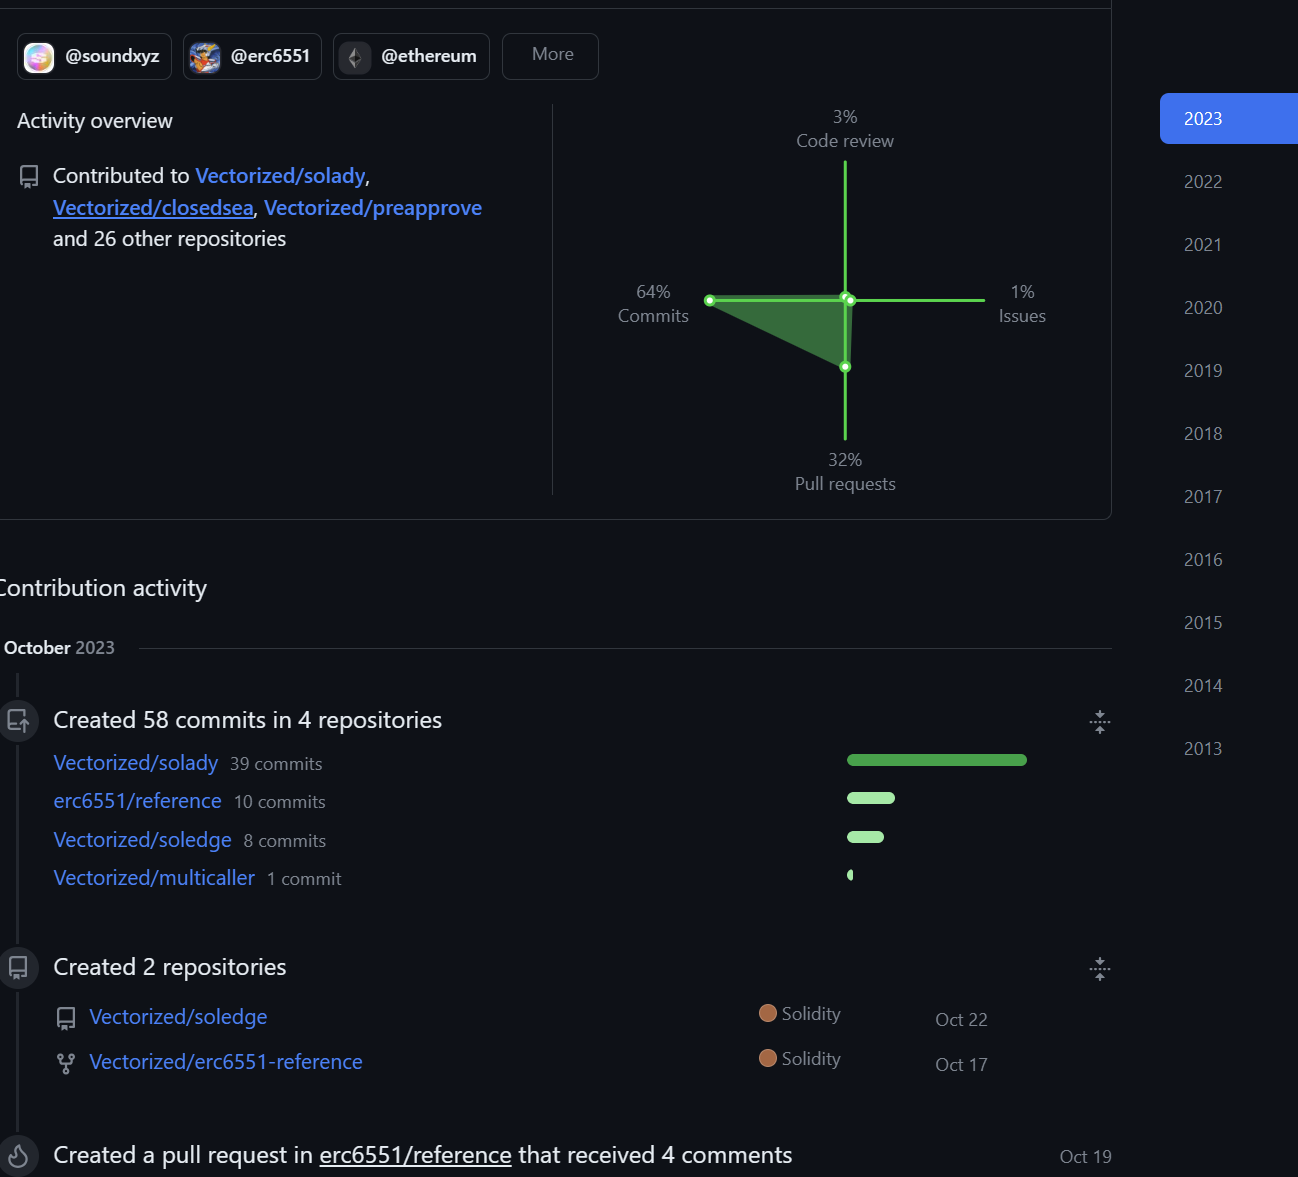 @soundxyz @erc6551 @ethereum More
Activity overview
Contributed to Vectorized/solady,
Vectorized/closedsea, Vectorized/preapprove
and 26 other repositories
3%
Code review
64%
Commits
1%
Issues
32%
Pull requests
2023
2022
2021
2020
2019
2018
2017
2016
2015
2014
2013
Contribution activity
October 2023
Created 58 commits in 4 repositories
Vectorized/solady 39 commits
erc6551/reference 10 commits
Vectorized/soledge 8 commits
Vectorized/multicaller 1 commit
Created 2 repositories
Vectorized/soledge Solidity Oct 22
Vectorized/erc6551-reference Solidity Oct 17
Created a pull request in erc6551/reference that received 4 comments Oct 19